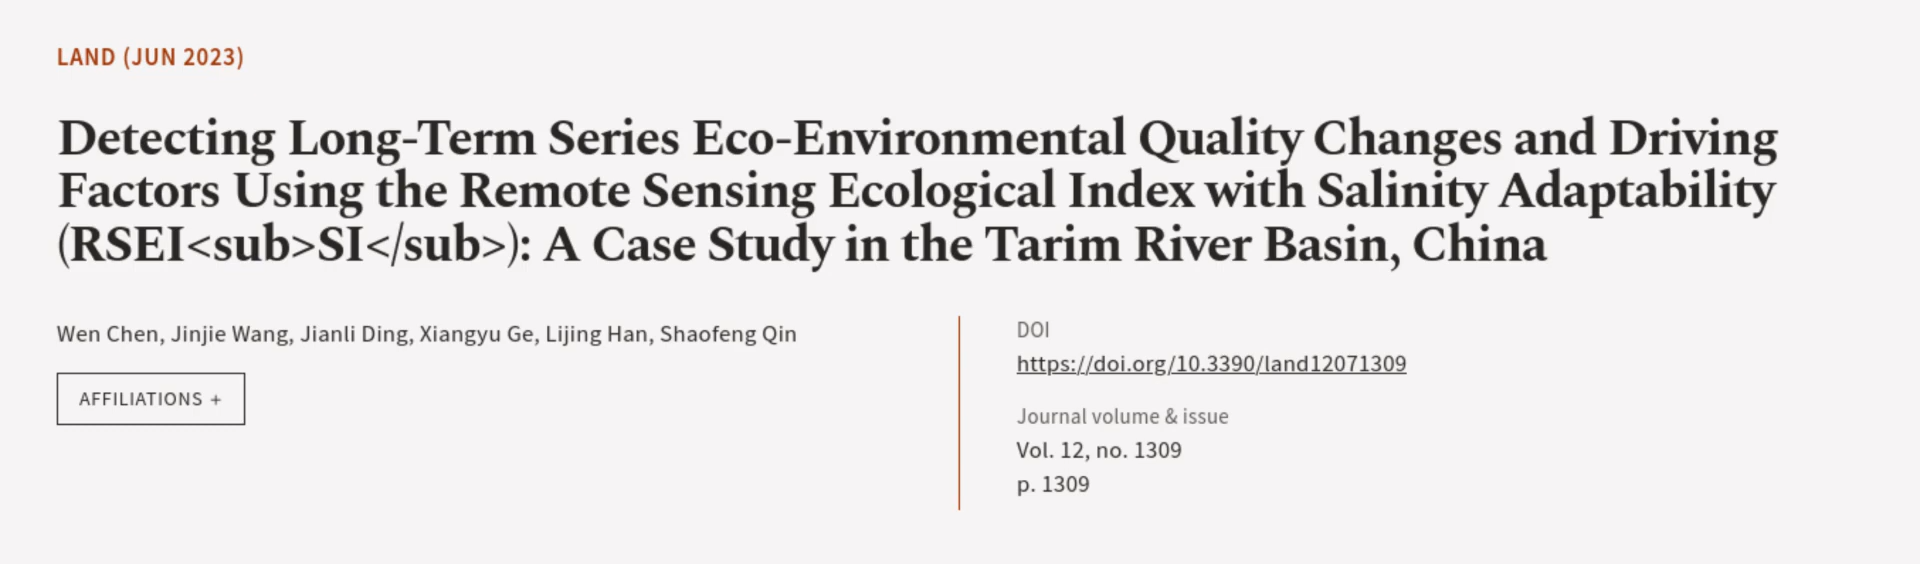 LAND (JUN 2023)
Detecting Long-Term Series Eco-Environmental Quality Changes and Driving
Factors Using the Remote Sensing Ecological Index with Salinity Adaptability
(RSEI<sub>SI</sub>): A Case Study in the Tarim River Basin, China
Wen Chen, Jinjie Wang, Jianli Ding, Xiangyu Ge, Lijing Han, Shaofeng Qin
AFFILIATIONS +
DOI
https://doi.org/10.3390/land12071309
Journal volume & issue
Vol. 12, no. 1309
p. 1309